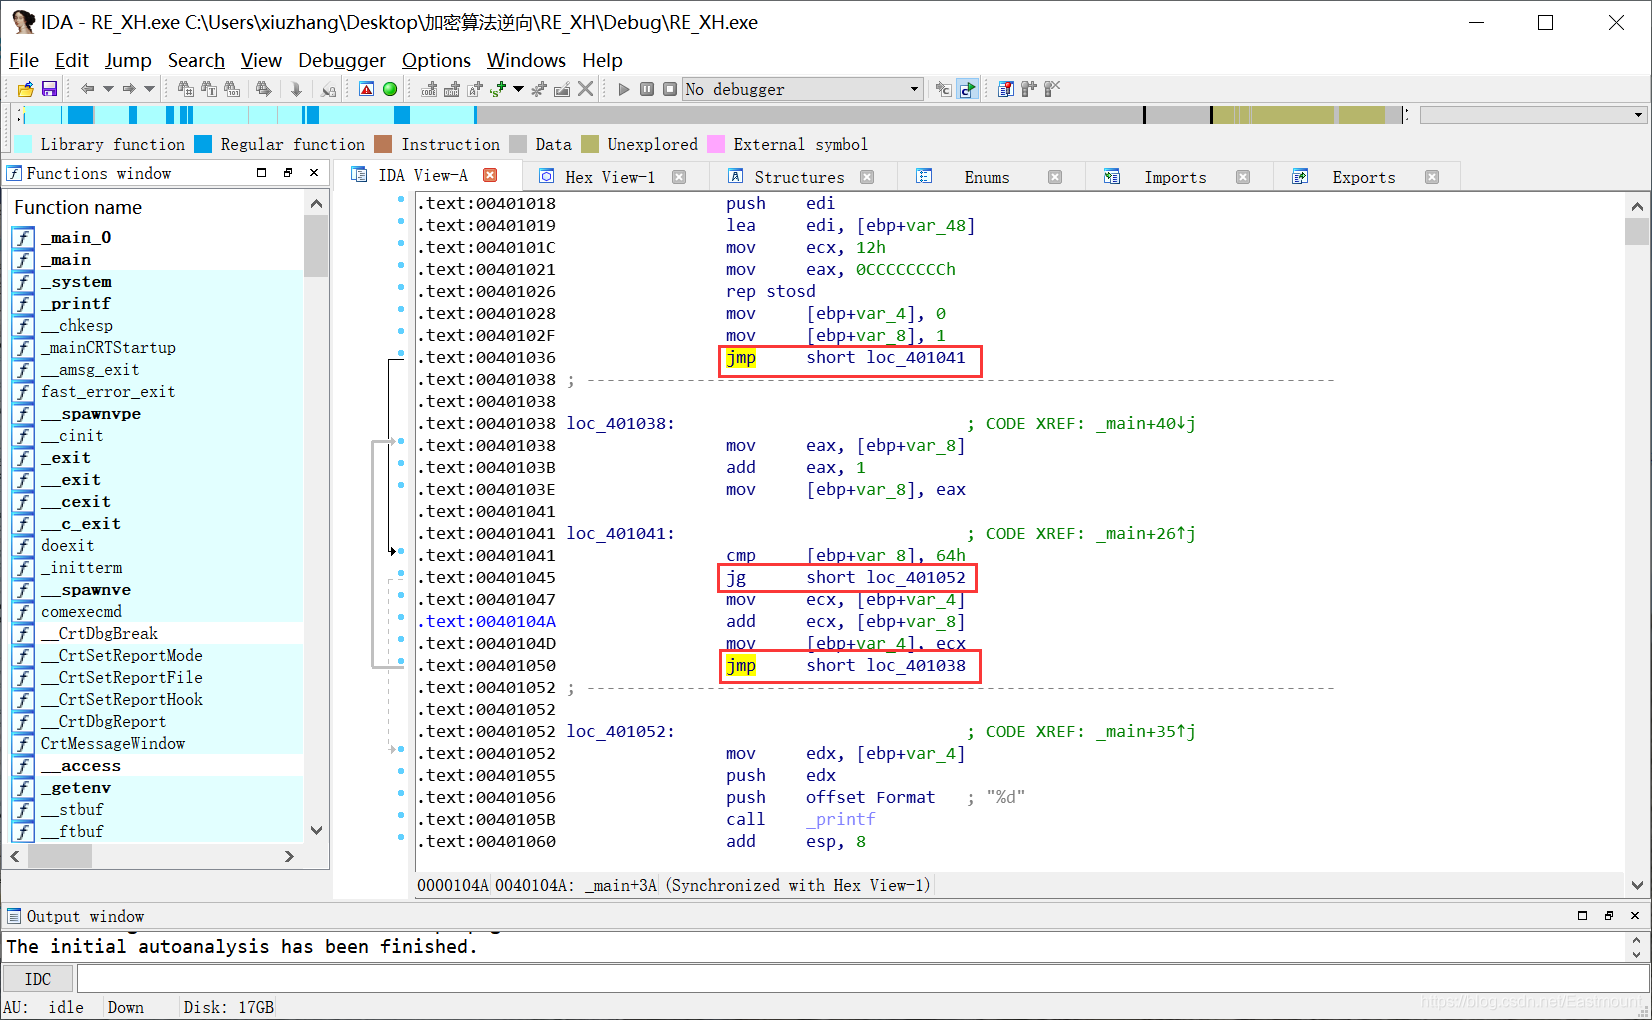 IDA - RE_XH.exe C:\Users\xiuzhang\Desktop\加密算法逆向\RE_XH\Debug\RE_XH.exe
File Edit Jump Search View Debugger Options Windows Help
No debugger
Library function Regular function Instruction Data Unexplored External symbol
Functions window
IDA View-A Hex View-1 Structures Enums Imports Exports
Function name
_main_0
_main
_system
_printf
__chkesp
_mainCRTStartup
__amsg_exit
fast_error_exit
__spawnvpe
__cinit
_exit
__exit
__cexit
__c_exit
doexit
_initterm
__spawnve
comexecmd
__CrtDbgBreak
__CrtSetReportMode
__CrtSetReportFile
__CrtSetReportHook
__CrtDbgReport
CrtMessageWindow
__access
_getenv
__stbuf
__ftbuf
.text:00401018 push edi
.text:00401019 lea edi, [ebp+var_48]
.text:0040101C mov ecx, 12h
.text:00401021 mov eax, 0CCCCCCCCh
.text:00401026 rep stosd
.text:00401028 mov [ebp+var_4], 0
.text:0040102F mov [ebp+var_8], 1
.text:00401036 jmp short loc_401041
.text:00401038 ; ---------------------------------------------------------------------------
.text:00401038
.text:00401038 loc_401038: ; CODE XREF: _main+40↓j
.text:00401038 mov eax, [ebp+var_8]
.text:0040103B add eax, 1
.text:0040103E mov [ebp+var_8], eax
.text:00401041
.text:00401041 loc_401041: ; CODE XREF: _main+26↑j
.text:00401041 cmp [ebp+var_8], 64h
.text:00401045 jg short loc_401052
.text:00401047 mov ecx, [ebp+var_4]
.text:0040104A add ecx, [ebp+var_8]
.text:0040104D mov [ebp+var_4], ecx
.text:00401050 jmp short loc_401038
.text:00401052 ; ---------------------------------------------------------------------------
.text:00401052
.text:00401052 loc_401052: ; CODE XREF: _main+35↑j
.text:00401052 mov edx, [ebp+var_4]
.text:00401055 push edx
.text:00401056 push offset Format ; "%d"
.text:0040105B call _printf
.text:00401060 add esp, 8
0000104A 0040104A: _main+3A (Synchronized with Hex View-1)
Output window
The initial autoanalysis has been finished.
IDC
AU: idle Down Disk: 17GB
https://blog.csdn.net/Eastmount